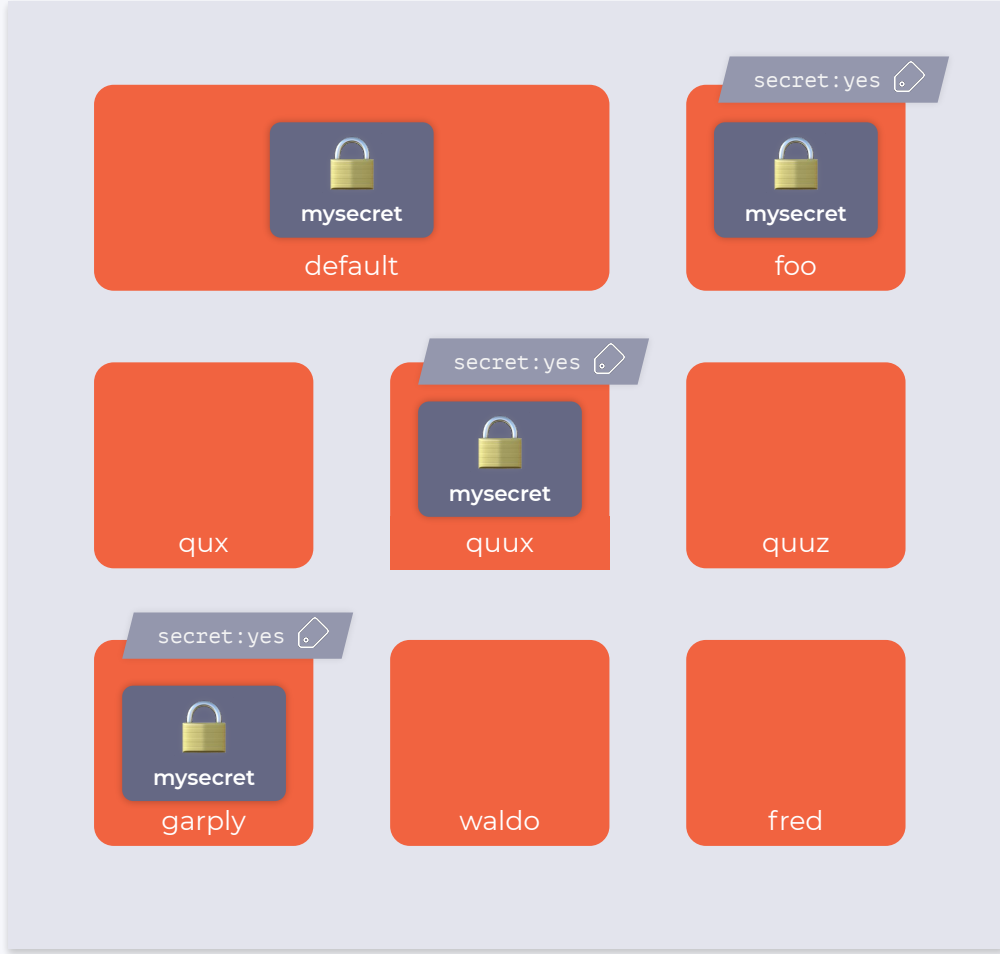 secret:yes
mysecret
mysecret
default
foo
secret:yes
mysecret
qux
quux
quuz
secret:yes
mysecret
garply
waldo
fred